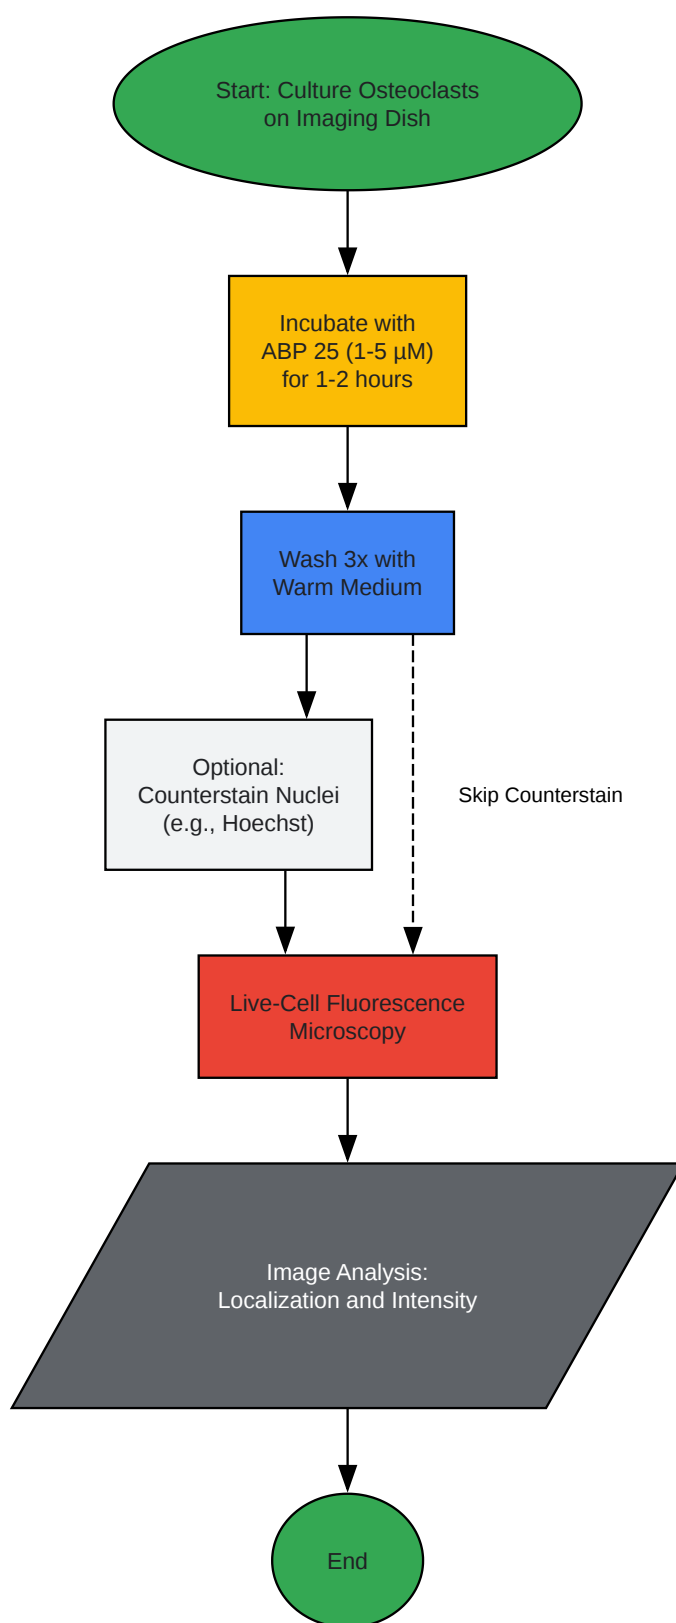 Start: Culture Osteoclasts
on Imaging Dish
Incubate with
ABP 25 (1-5 µM)
for 1-2 hours
Wash 3x with
Warm Medium
Optional:
Counterstain Nuclei
(e.g., Hoechst)
Skip Counterstain
Live-Cell Fluorescence
Microscopy
Image Analysis:
Localization and Intensity
End